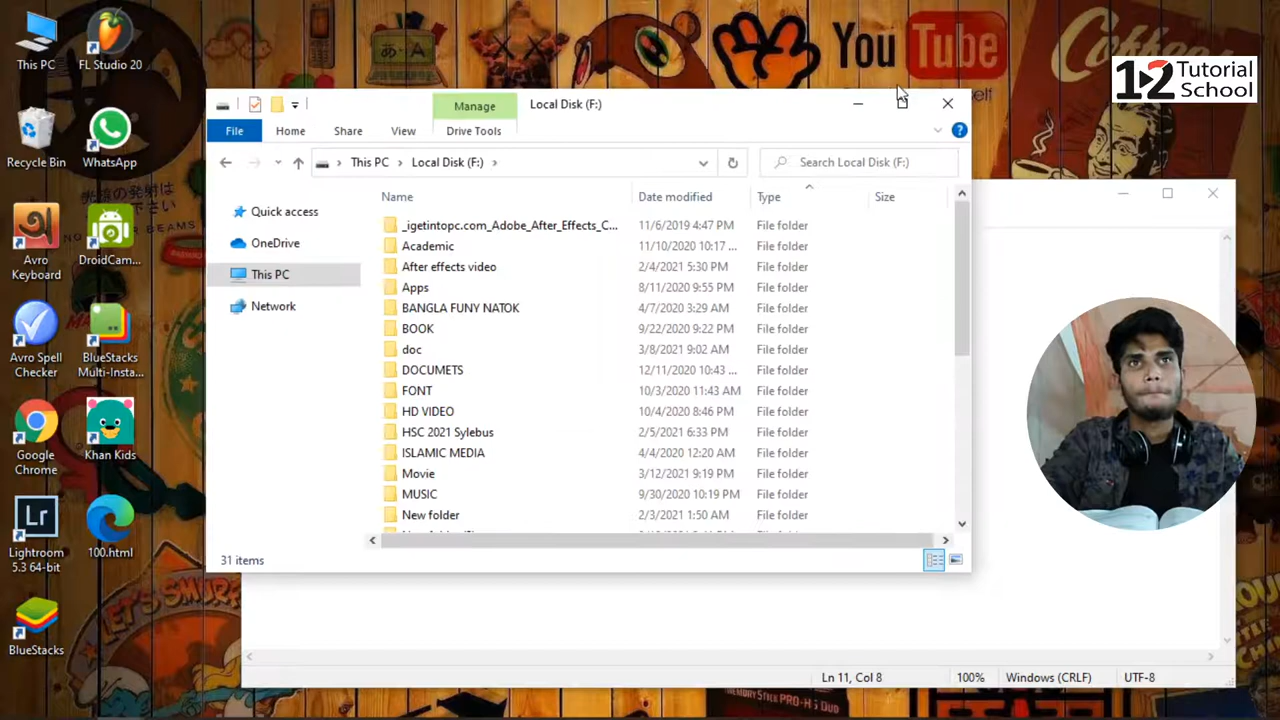 This PC
FL Studio 20
Recycle Bin
WhatsApp
Avro
Keyboard
DroidCam...
Avro Spell
Checker
BlueStacks
Multi-Insta...
Google
Chrome
Khan Kids
Lightroom
5.3 64-bit
100.html
BlueStacks
You Tube
Coffee
12 Tutorial
School
Manage
Local Disk (F:)
File
Home
Share
View
Drive Tools
This PC
Local Disk (F:)
Search Local Disk (F:)
Name
Date modified
Type
Size
Quick access
OneDrive
This PC
Network
_igetintopc.com_Adobe_After_Effects_C... 11/6/2019 4:47 PM File folder
Academic 11/10/2020 10:17 ... File folder
After effects video 2/4/2021 5:30 PM File folder
Apps 8/11/2020 9:55 PM File folder
BANGLA FUNY NATOK 4/7/2020 3:29 AM File folder
BOOK 9/22/2020 9:22 PM File folder
doc 3/8/2021 9:02 AM File folder
DOCUMETS 12/11/2020 10:43 ... File folder
FONT 10/3/2020 11:43 AM File folder
HD VIDEO 10/4/2020 8:46 PM File folder
HSC 2021 Sylebus 2/5/2021 6:33 PM File folder
ISLAMIC MEDIA 4/4/2020 12:20 AM File folder
Movie 3/12/2021 9:19 PM File folder
MUSIC 9/30/2020 10:19 PM File folder
New folder 2/3/2021 1:50 AM File folder
31 items
Ln 11, Col 8
100%
Windows (CRLF)
UTF-8
LET'S SMURF
MEMORY STICK PRO-HG Duo